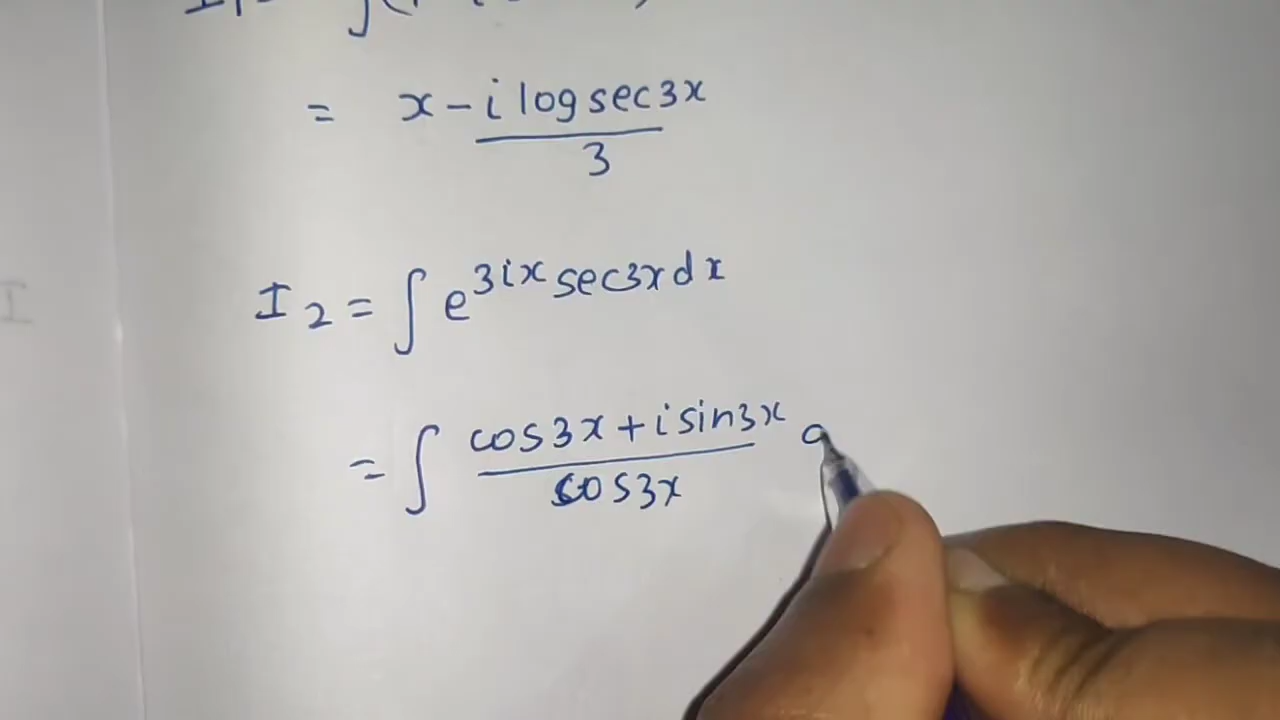 = x - i log sec3x
3
I2 = ∫ e^3ix sec3x dx
= ∫ cos3x + i sin3x
cos3x